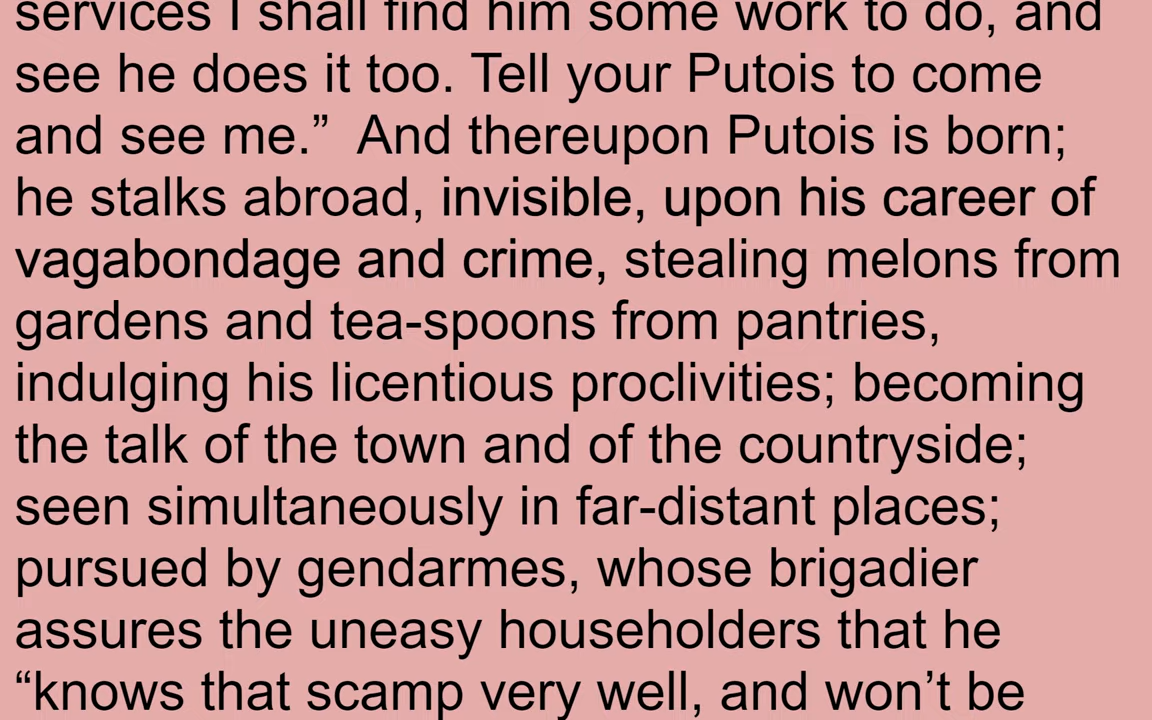 services I shall find him some work to do, and
see he does it too. Tell your Putois to come
and see me.”  And thereupon Putois is born;
he stalks abroad, invisible, upon his career of
vagabondage and crime, stealing melons from
gardens and tea-spoons from pantries,
indulging his licentious proclivities; becoming
the talk of the town and of the countryside;
seen simultaneously in far-distant places;
pursued by gendarmes, whose brigadier
assures the uneasy householders that he
“knows that scamp very well, and won’t be